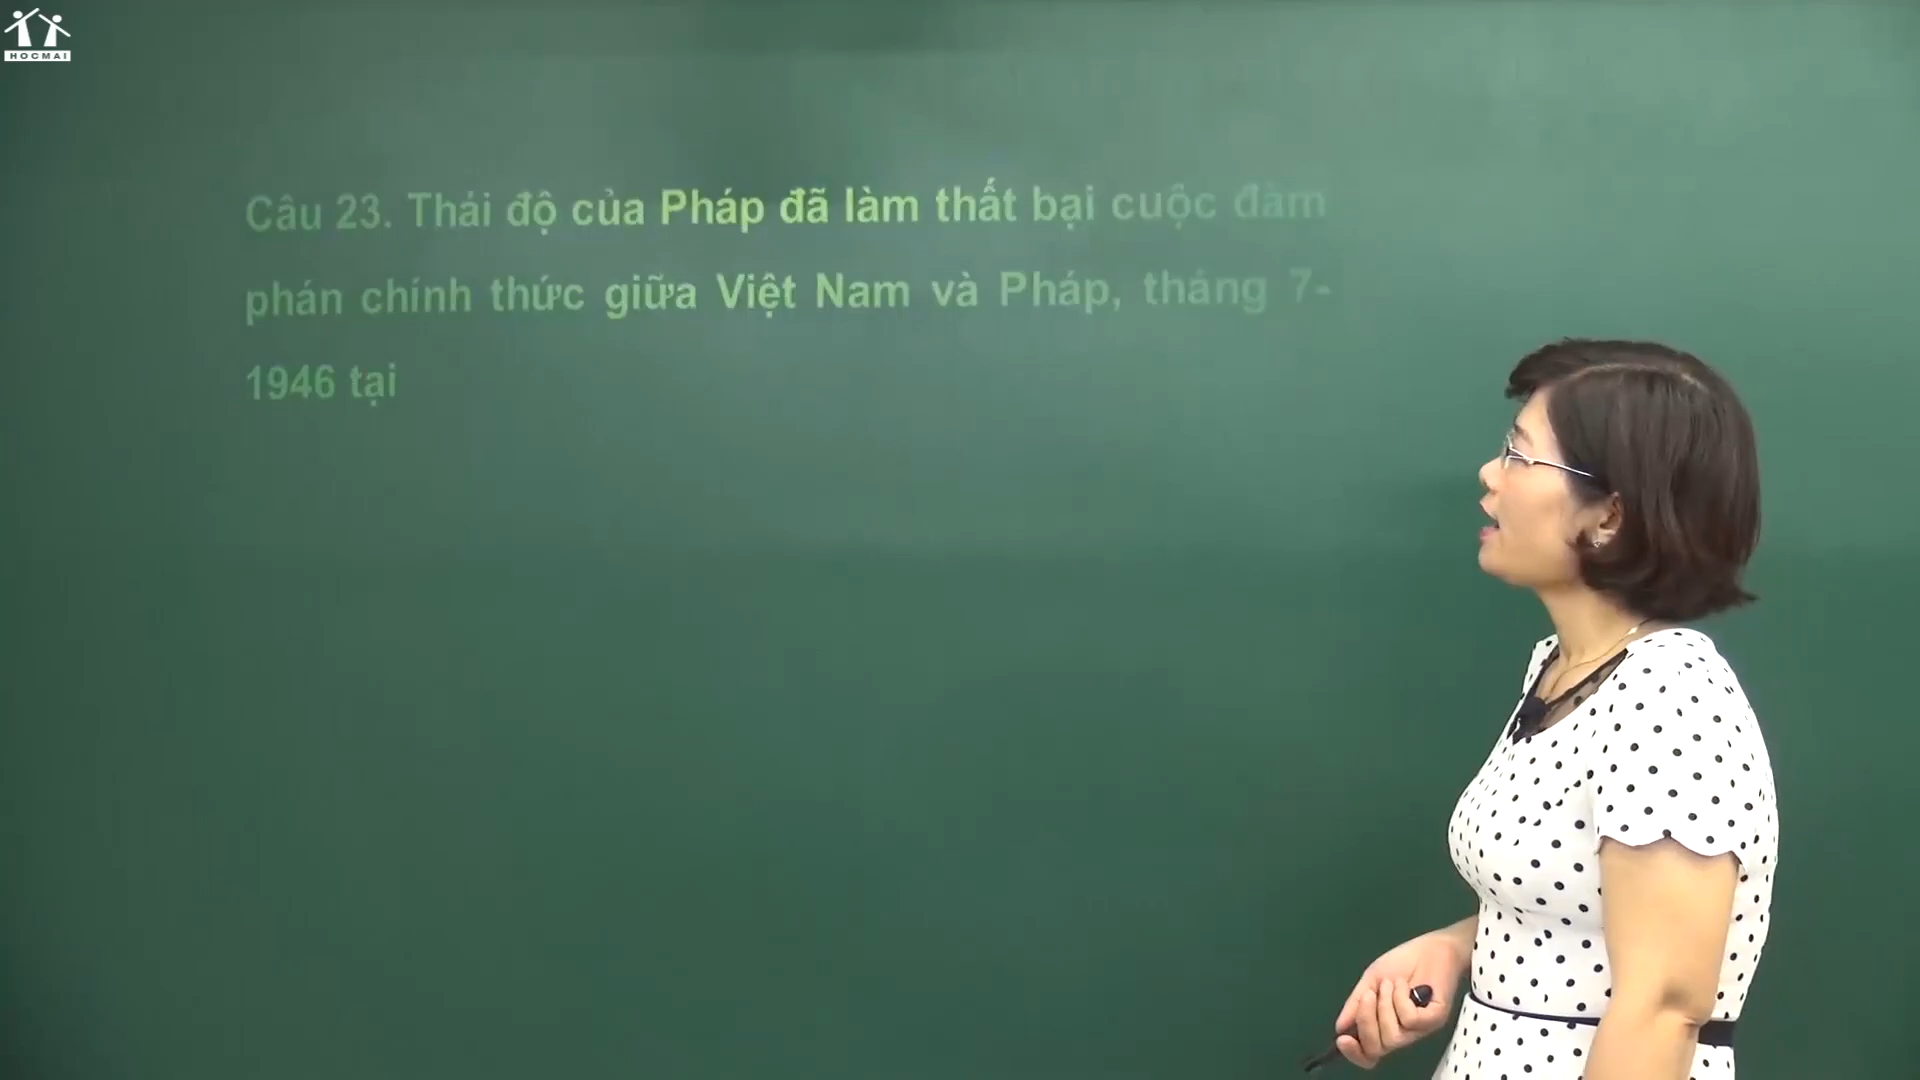 HOCMAI
Câu 23. Thái độ của Pháp đã làm thất bại cuộc đàm
phán chính thức giữa Việt Nam và Pháp, tháng 7-
1946 tại